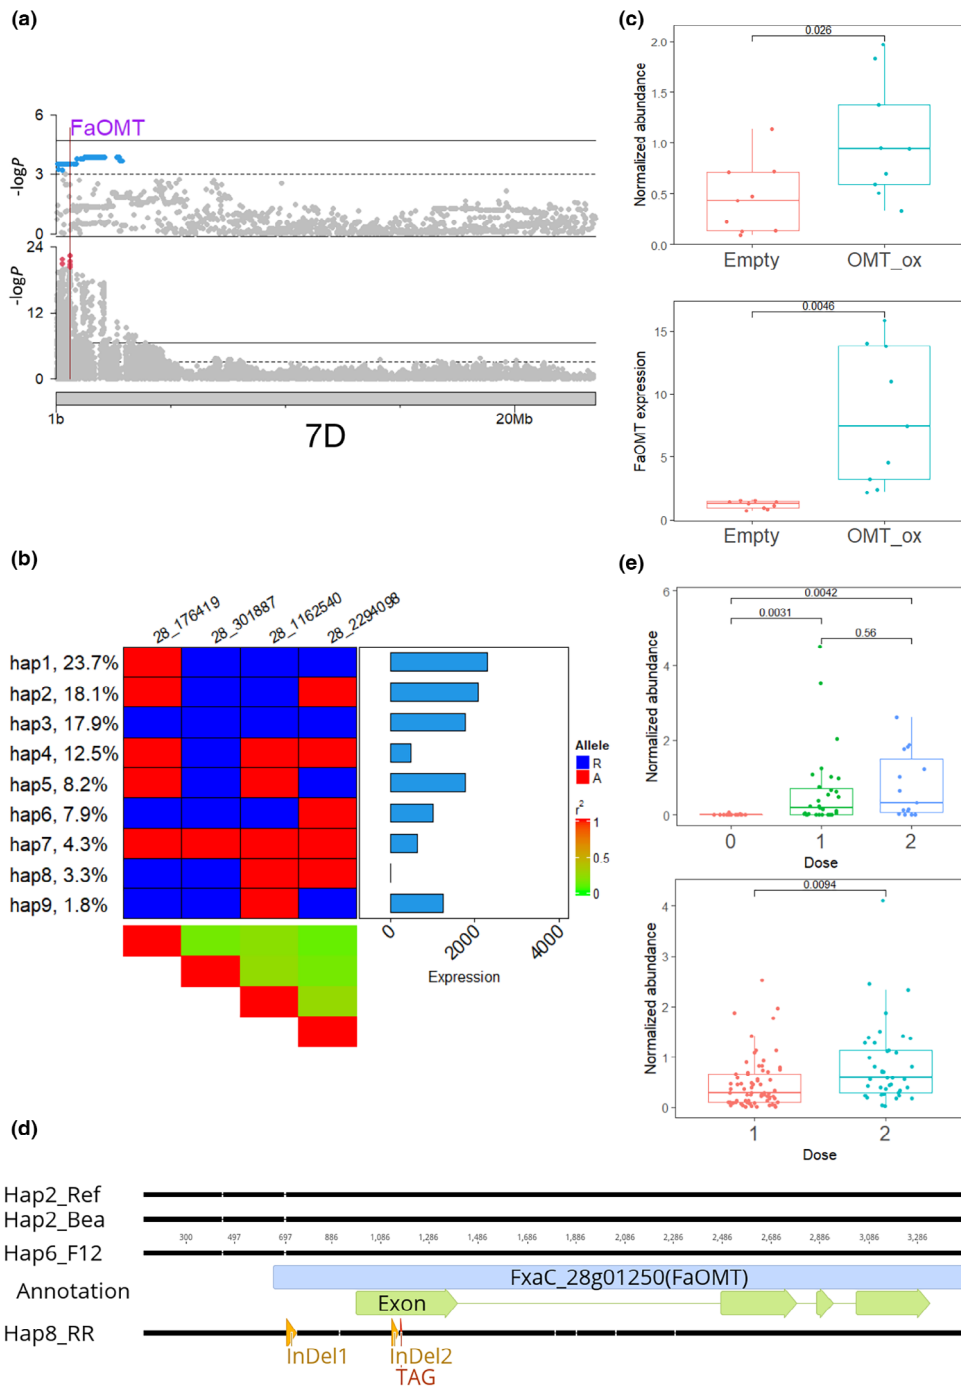 (a)
6
FaOMT
-logP
3
0
24
-logP
12
0
1b
20Mb
7D
(b)
28_176419
28_301887
28_1162540
28_2294098
hap1, 23.7%
hap2, 18.1%
hap3, 17.9%
hap4, 12.5%
hap5, 8.2%
hap6, 7.9%
hap7, 4.3%
hap8, 3.3%
hap9, 1.8%
Allele
R
A
r²
1
0.5
0
0
2000
4000
Expression
(c)
0.026
2.0
1.5
1.0
0.5
0.0
Normalized abundance
Empty
OMT_ox
0.0046
15
10
5
0
FaOMT expression
Empty
OMT_ox
(e)
0.0042
0.0031
0.56
6
4
2
0
Normalized abundance
0
1
2
Dose
0.0094
4
3
2
1
0
Normalized abundance
1
2
Dose
(d)
Hap2_Ref
Hap2_Bea
300 497 697 886 1,086 1,286 1,486 1,686 1,886 2,086 2,286 2,486 2,686 2,886 3,086 3,286
Hap6_F12
FxaC_28g01250(FaOMT)
Annotation
Exon
Hap8_RR
InDel1
InDel2
TAG